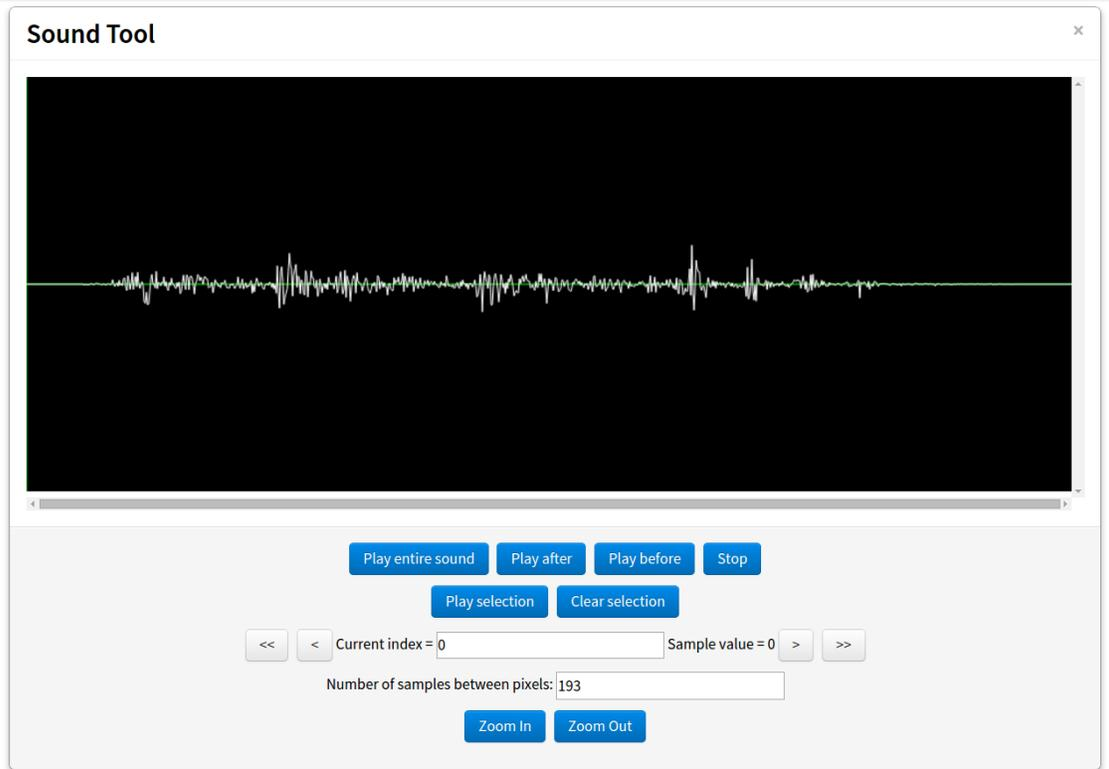 Sound Tool ×
Play entire sound Play after Play before Stop
Play selection Clear selection
<< < Current index = 0 Sample value = 0 > >>
Number of samples between pixels: 193
Zoom In Zoom Out